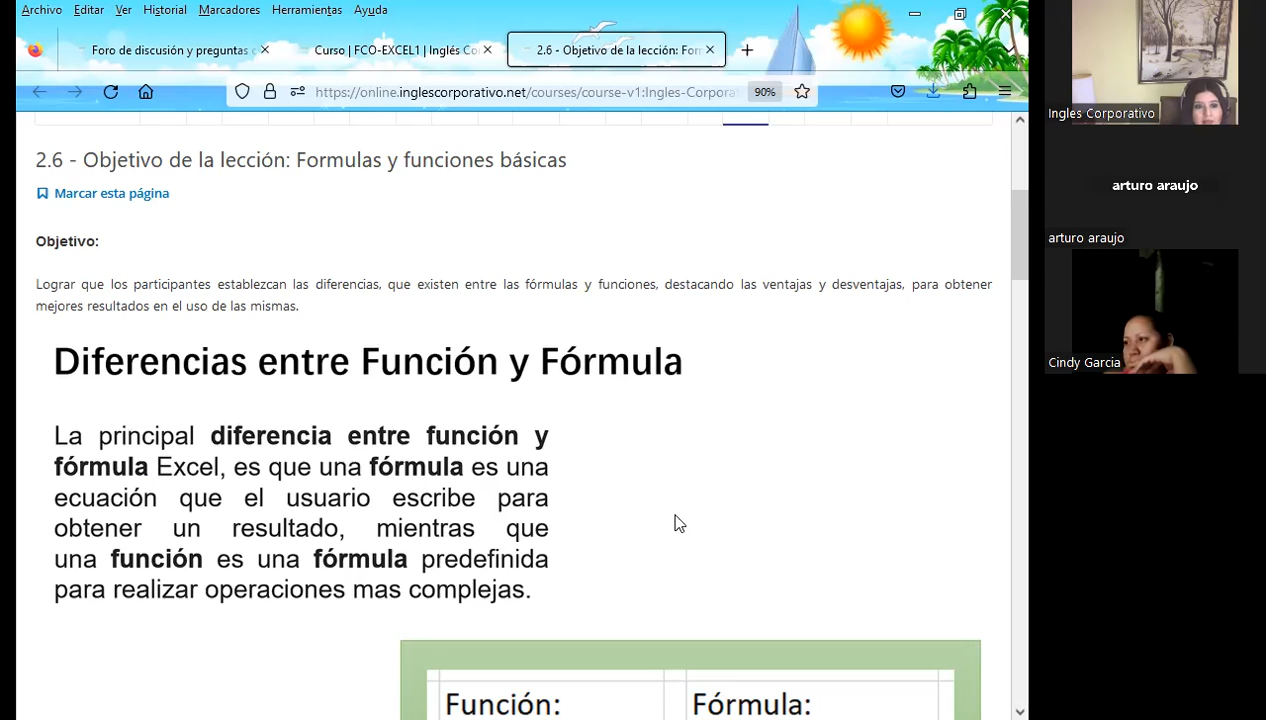 Archivo Editar Ver Historial Marcadores Herramientas Ayuda
Foro de discusión y preguntas
Curso | FCO-EXCEL1 | Inglés Co
2.6 - Objetivo de la lección: For
https://online.inglescorporativo.net/courses/course-v1:Ingles-Corpora
90%
2.6 - Objetivo de la lección: Formulas y funciones básicas
Marcar esta página
Objetivo:
Lograr que los participantes establezcan las diferencias, que existen entre las fórmulas y funciones, destacando las ventajas y desventajas, para obtener
mejores resultados en el uso de las mismas.
Diferencias entre Función y Fórmula
La principal diferencia entre función y
fórmula Excel, es que una fórmula es una
ecuación que el usuario escribe para
obtener un resultado, mientras que
una función es una fórmula predefinida
para realizar operaciones mas complejas.
Función:
Fórmula:
Ingles Corporativo
arturo araujo
arturo araujo
Cindy Garcia